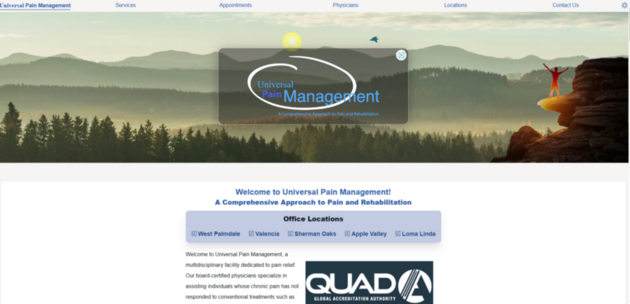 Universal Pain Management Services Appointments Physicians Locations Contact Us
Universal
Pain Management
A Comprehensive Approach to Pain and Rehabilitation
Welcome to Universal Pain Management!
A Comprehensive Approach to Pain and Rehabilitation
Office Locations
West Palmdale Valencia Sherman Oaks Apple Valley Loma Linda
Welcome to Universal Pain Management, a
multidisciplinary facility dedicated to pain relief.
Our board-certified physicians specialize in
assisting individuals whose chronic pain has not
responded to conventional treatments such as
QUAD A
GLOBAL ACCREDITATION AUTHORITY